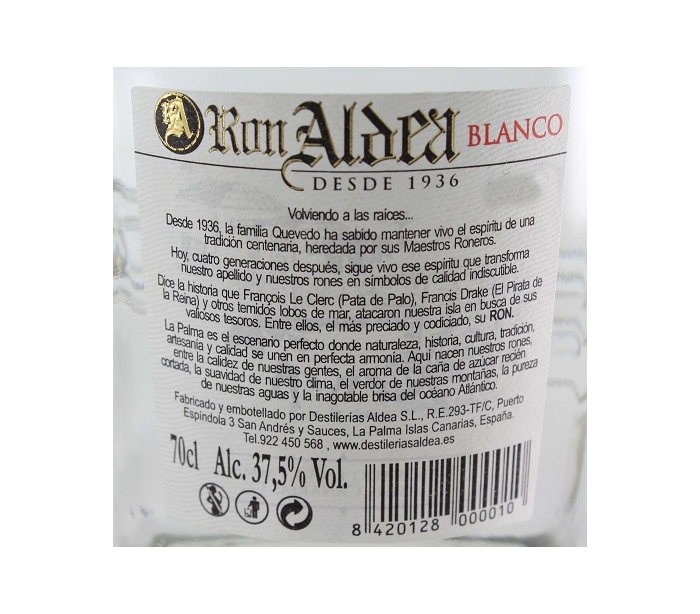 A Ron Aldea BLANCO
DESDE 1936
Volviendo a las raíces...
Desde 1936, la familia Quevedo ha sabido mantener vivo el espíritu de una
tradición centenaria, heredada por sus Maestros Roneros.
Hoy, cuatro generaciones después, sigue vivo ese espíritu que transforma
nuestro apellido y nuestros rones en símbolos de calidad indiscutible.
Dice la historia que François Le Clerc (Pata de Palo), Francis Drake (El Pirata de
la Reina) y otros temidos lobos de mar, atacaron nuestra isla en busca de sus
valiosos tesoros. Entre ellos, el más preciado y codiciado, su RON.
La Palma es el escenario perfecto donde naturaleza, historia, cultura, tradición,
artesanía y calidad se unen en perfecta armonía. Aquí nacen nuestros rones,
entre la calidez de nuestras gentes, el aroma de la caña de azúcar recién
cortada, la suavidad de nuestro clima, el verdor de nuestras montañas, la pureza
de nuestras aguas y la inagotable brisa del océano Atlántico.
Fabricado y embotellado por Destilerías Aldea S.L., R.E.293-TF/C, Puerto
Espindola 3 San Andrés y Sauces, La Palma Islas Canarias, España.
Tel.922 450 568 , www.destileriasaldea.es
70cl Alc. 37,5% Vol.
8 420128 000010